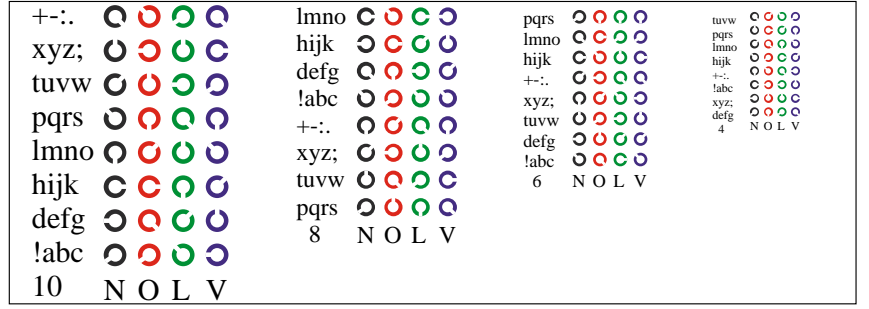 +-:.
xyz;
tuvw
pqrs
lmno
hijk
defg
!abc
10 N O L V
lmno
hijk
defg
!abc
+-:.
xyz;
tuvw
pqrs
8 N O L V
pqrs
lmno
hijk
+-:.
xyz;
tuvw
defg
!abc
6 N O L V
tuvw
pqrs
lmno
hijk
+-:.
!abc
xyz;
defg
4 N O L V